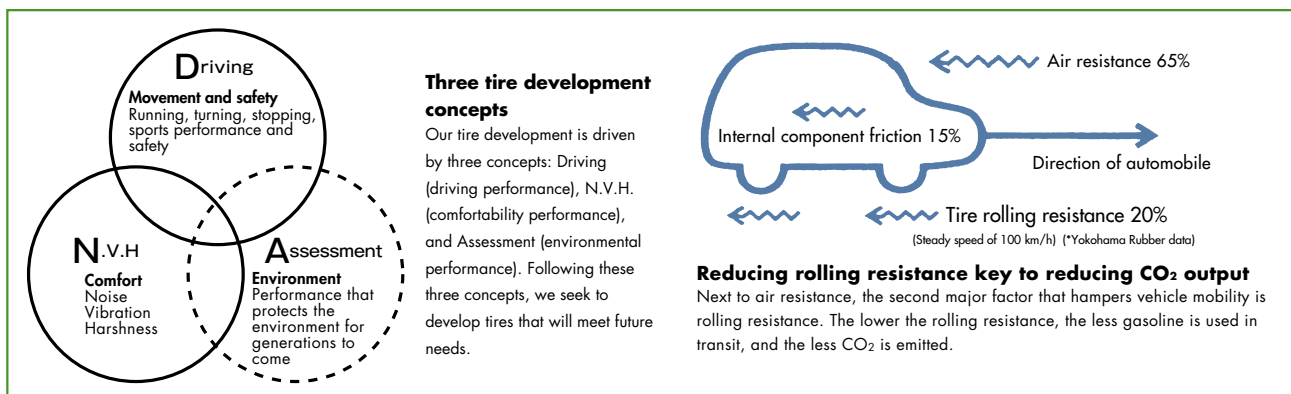 Driving
Movement and safety
Running, turning, stopping,
sports performance and
safety
N.V.H
Comfort
Noise
Vibration
Harshness
Assessment
Environment
Performance that
protects the
environment for
generations to
come
Three tire development
concepts
Our tire development is driven
by three concepts: Driving
(driving performance), N.V.H.
(comfortability performance),
and Assessment (environmental
performance). Following these
three concepts, we seek to
develop tires that will meet future
needs.
Air resistance 65%
Internal component friction 15%
Direction of automobile
Tire rolling resistance 20%
(Steady speed of 100 km/h) (*Yokohama Rubber data)
Reducing rolling resistance key to reducing CO₂ output
Next to air resistance, the second major factor that hampers vehicle mobility is
rolling resistance. The lower the rolling resistance, the less gasoline is used in
transit, and the less CO₂ is emitted.